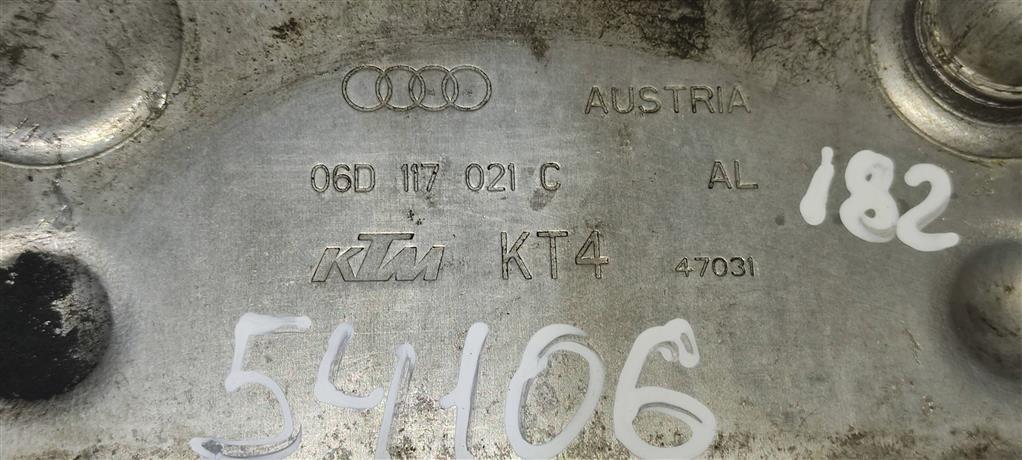 AUSTRIA
06D 117 021 C AL
182
KTM KT4 47031
54106